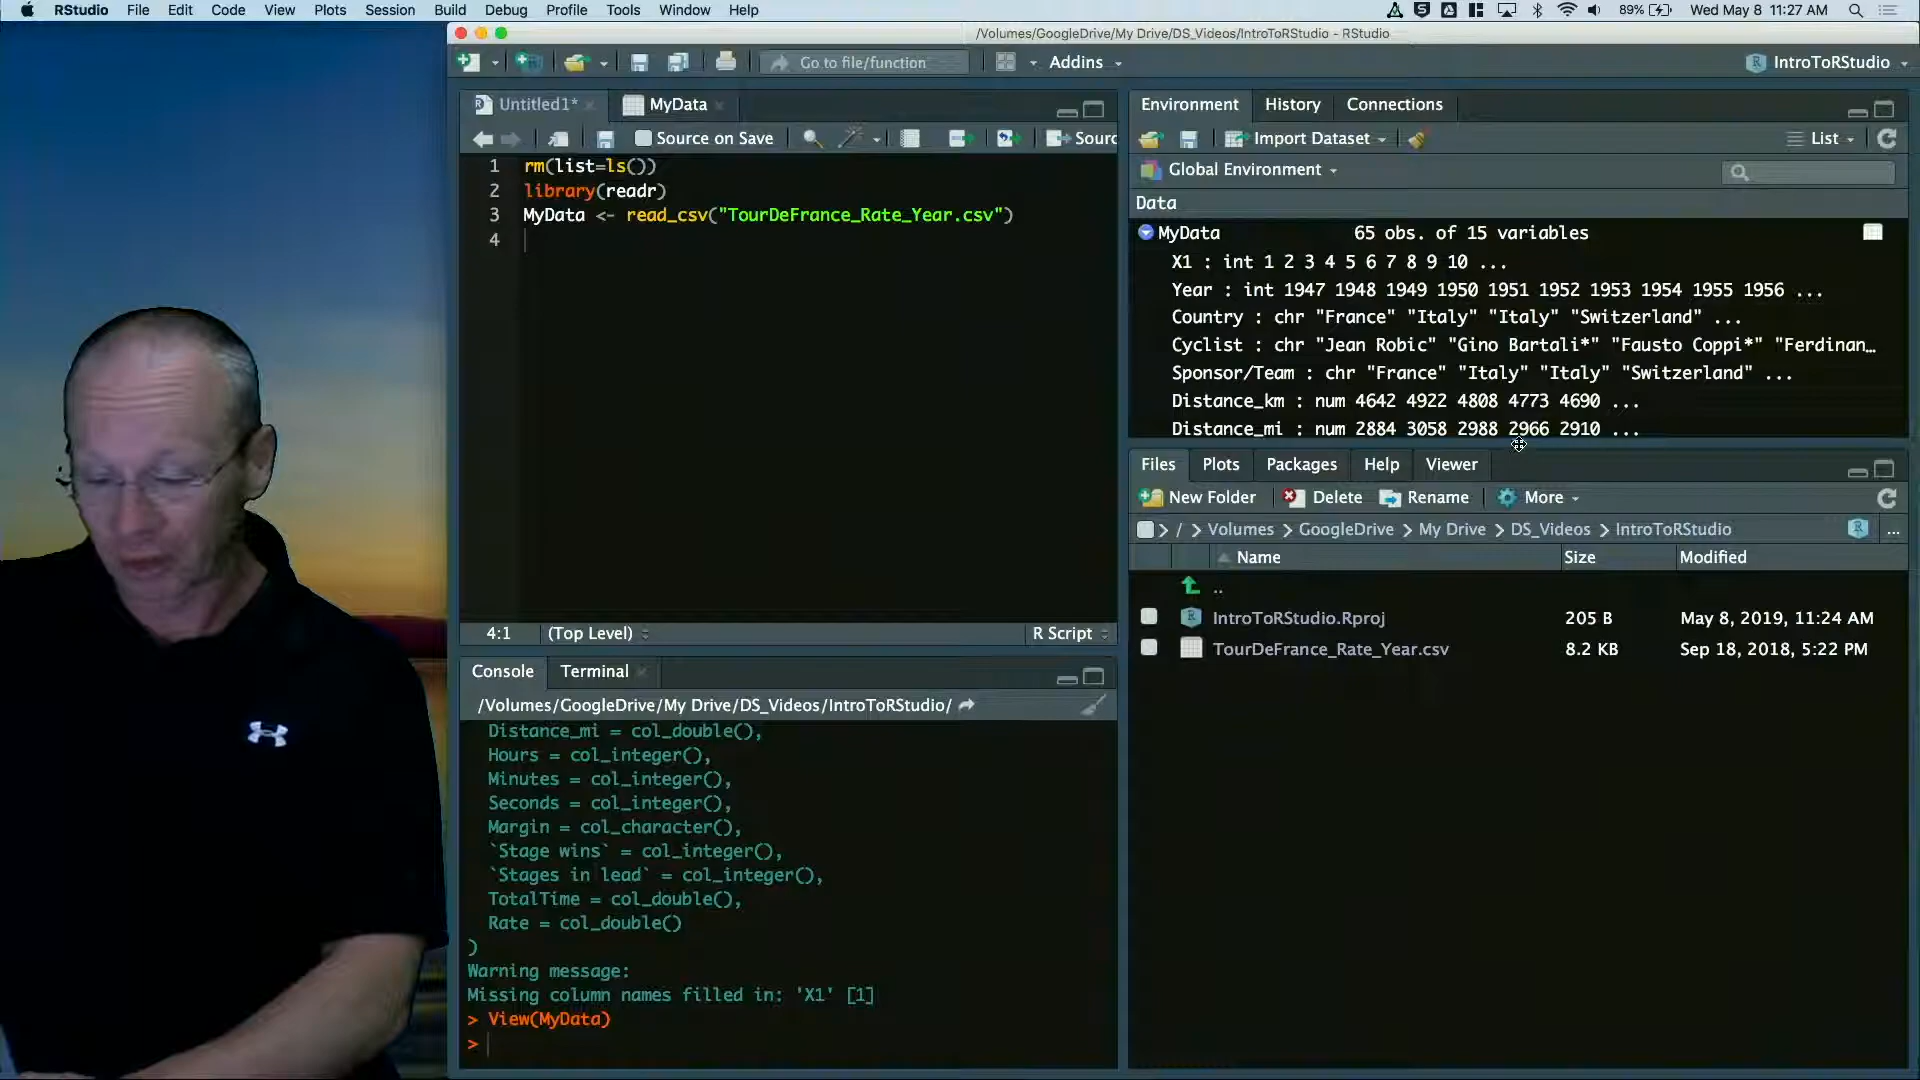 RStudio File Edit Code View Plots Session Build Debug Profile Tools Window Help 89% Wed May 8 11:27 AM
/Volumes/GoogleDrive/My Drive/DS_Videos/IntroToRStudio - RStudio
Go to file/function Addins IntroToRStudio
Untitled1* MyData
Source on Save Sourc
1 rm(list=ls())
2 library(readr)
3 MyData <- read_csv("TourDeFrance_Rate_Year.csv")
4
4:1 (Top Level) R Script
Console Terminal
/Volumes/GoogleDrive/My Drive/DS_Videos/IntroToRStudio/
Distance_mi = col_double(),
Hours = col_integer(),
Minutes = col_integer(),
Seconds = col_integer(),
Margin = col_character(),
`Stage wins` = col_integer(),
`Stages in lead` = col_integer(),
TotalTime = col_double(),
Rate = col_double()
)
Warning message:
Missing column names filled in: 'X1' [1]
> View(MyData)
>
Environment History Connections
Import Dataset List
Global Environment
Data
MyData 65 obs. of 15 variables
X1 : int 1 2 3 4 5 6 7 8 9 10 ...
Year : int 1947 1948 1949 1950 1951 1952 1953 1954 1955 1956 ...
Country : chr "France" "Italy" "Italy" "Switzerland" ...
Cyclist : chr "Jean Robic" "Gino Bartali*" "Fausto Coppi*" "Ferdinan…
Sponsor/Team : chr "France" "Italy" "Italy" "Switzerland" ...
Distance_km : num 4642 4922 4808 4773 4690 ...
Distance_mi : num 2884 3058 2988 2966 2910 ...
Files Plots Packages Help Viewer
New Folder Delete Rename More
/ Volumes GoogleDrive My Drive DS_Videos IntroToRStudio ...
Name Size Modified
..
IntroToRStudio.Rproj 205 B May 8, 2019, 11:24 AM
TourDeFrance_Rate_Year.csv 8.2 KB Sep 18, 2018, 5:22 PM